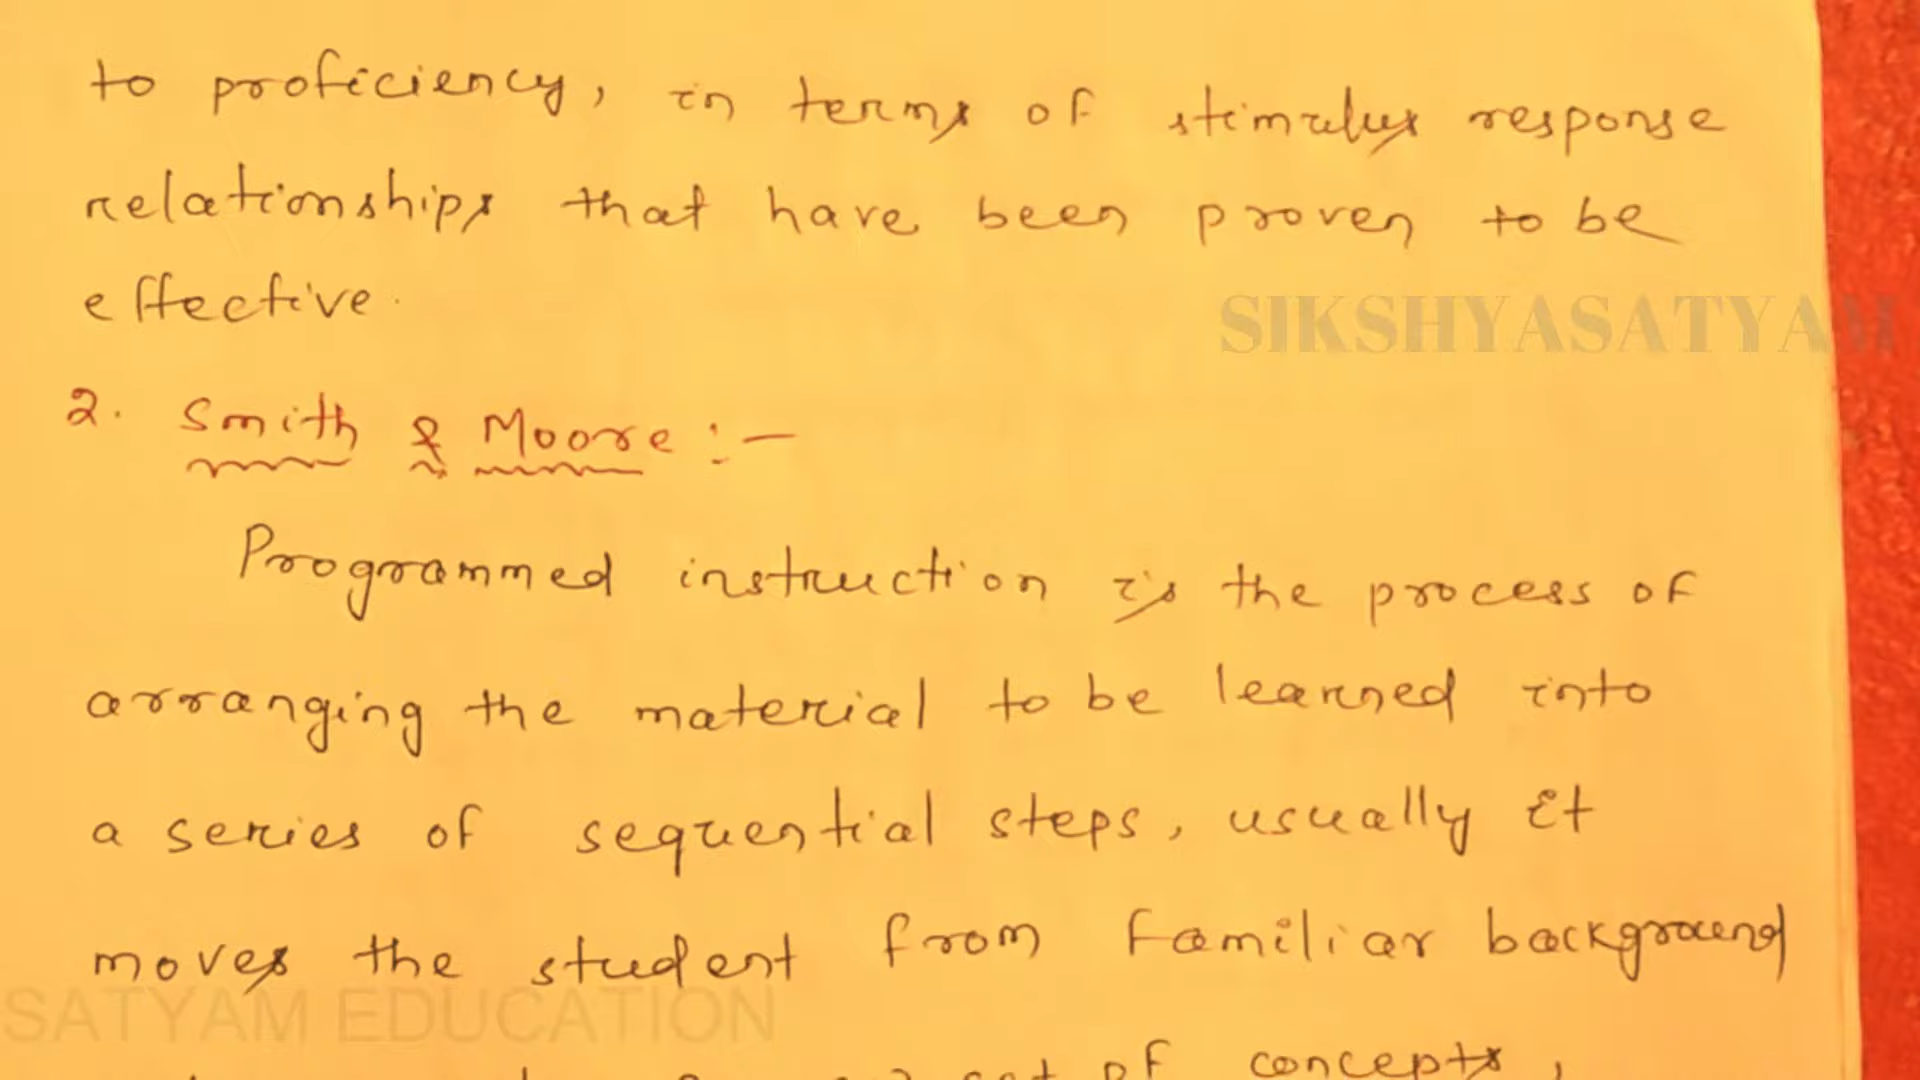 to proficiency, in terms of stimulus response
relationships that have been proven to be
effective.
SIKSHYASATYAM
2. Smith & Moore :-
Programmed instruction is the process of
arranging the material to be learned into
a series of sequential steps, usually it
moves the student from familiar background
SATYAM EDUCATION
set of concepts,